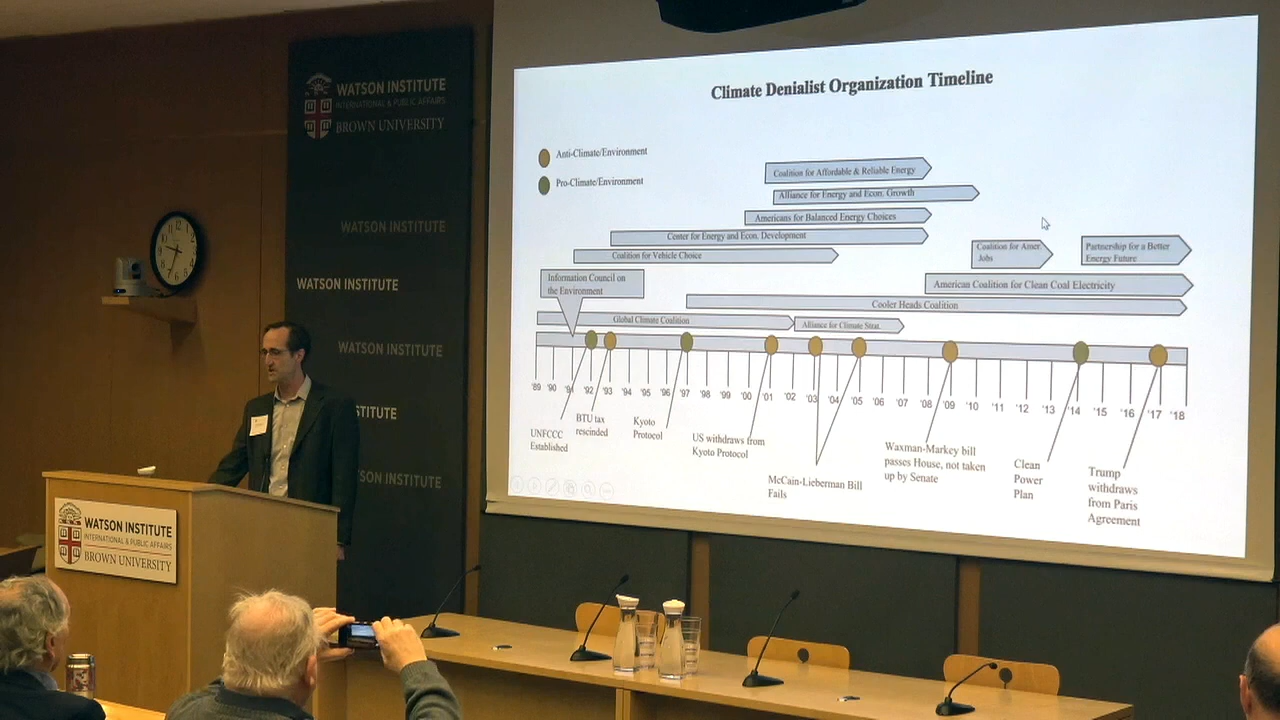 WATSON INSTITUTE
INTERNATIONAL & PUBLIC AFFAIRS
BROWN UNIVERSITY
WATSON INSTITUTE
WATSON INSTITUTE
WATSON INSTITUTE
STITUTE
SON INSTITUTE
WATSON INSTITUTE
INTERNATIONAL & PUBLIC AFFAIRS
BROWN UNIVERSITY
Climate Denialist Organization Timeline
Anti-Climate/Environment
Pro-Climate/Environment
Coalition for Affordable & Reliable Energy
Alliance for Energy and Econ. Growth
Americans for Balanced Energy Choices
Center for Energy and Econ. Development
Coalition for Vehicle Choice
Coalition for Amer.
Jobs
Partnership for a Better
Energy Future
Information Council on
the Environment
American Coalition for Clean Coal Electricity
Cooler Heads Coalition
Global Climate Coalition
Alliance for Climate Strat.
'89 '90 '91 '92 '93 '94 '95 '96 '97 '98 '99 '00 '01 '02 '03 '04 '05 '06 '07 '08 '09 '10 '11 '12 '13 '14 '15 '16 '17 '18
UNFCCC
Established
BTU tax
rescinded
Kyoto
Protocol
US withdraws from
Kyoto Protocol
McCain-Lieberman Bill
Fails
Waxman-Markey bill
passes House, not taken
up by Senate
Clean
Power
Plan
Trump
withdraws
from Paris
Agreement